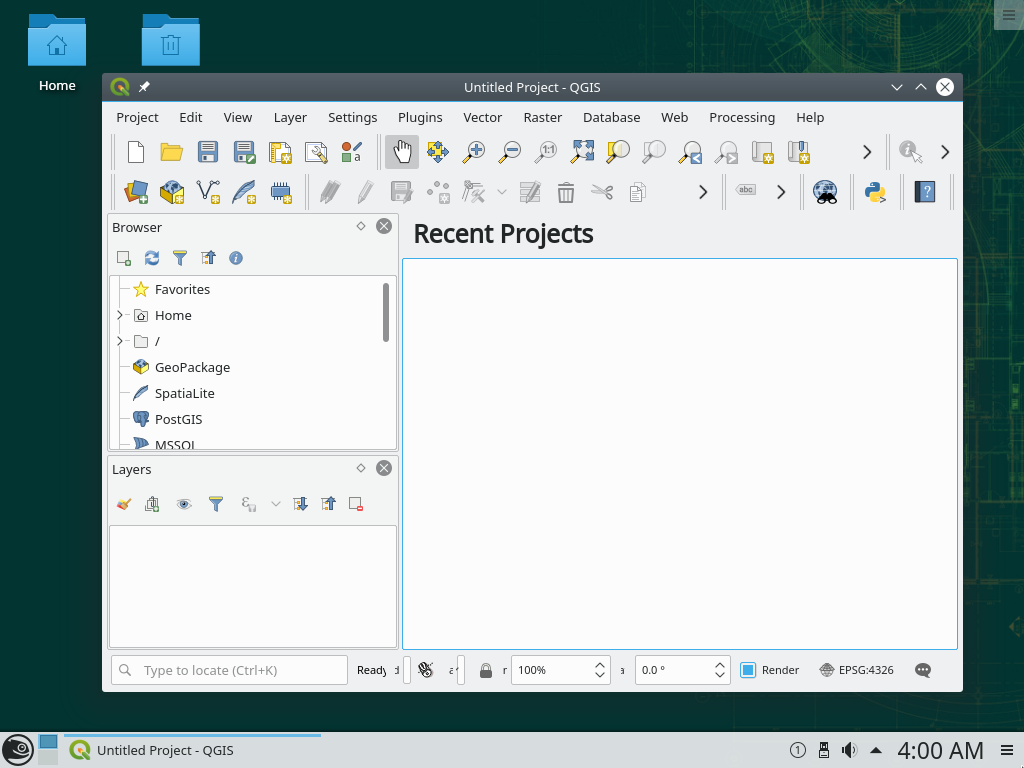 Home
Untitled Project - QGIS
Project Edit View Layer Settings Plugins Vector Raster Database Web Processing Help
1:1
abc
?
Browser
i
Favorites
Home
/
GeoPackage
SpatiaLite
PostGIS
MSSQL
Recent Projects
Layers
ε
Type to locate (Ctrl+K) Ready 100% 0.0 ° Render EPSG:4326
Untitled Project - QGIS 1 4:00 AM